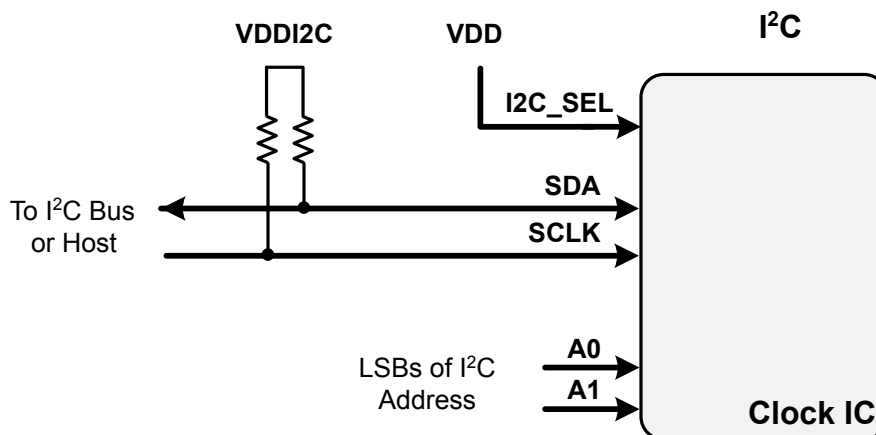 VDDI2C
VDD
I²C
I2C_SEL
SDA
To I²C Bus
or Host
SCLK
LSBs of I²C
Address
A0
A1
Clock IC